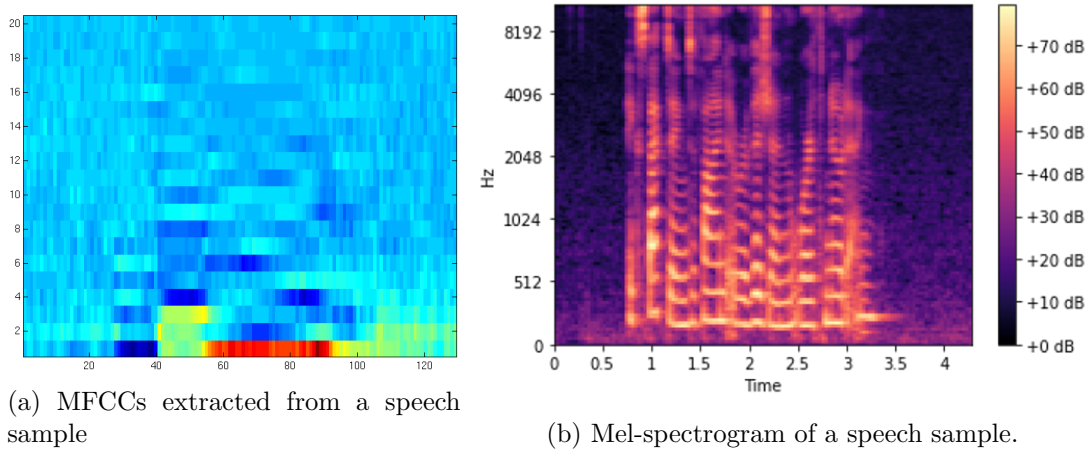 20
18
16
14
12
10
8
6
4
2
20 40 60 80 100 120
(a) MFCCs extracted from a speech
sample
8192
4096
2048
1024
512
0
Hz
0 0.5 1 1.5 2 2.5 3 3.5 4
Time
+70 dB
+60 dB
+50 dB
+40 dB
+30 dB
+20 dB
+10 dB
+0 dB
(b) Mel-spectrogram of a speech sample.